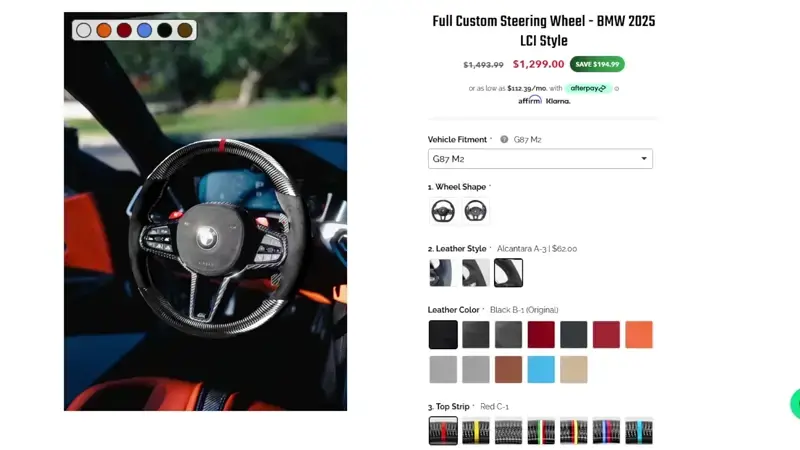 Full Custom Steering Wheel - BMW 2025
LCI Style
$1,493.99 $1,299.00 SAVE $194.99
or as low as $112.39/mo. with afterpay
affirm Klarna.
Vehicle Fitment * G87 M2
G87 M2
1. Wheel Shape *
2. Leather Style * Alcantara A-3 | $62.00
Leather Color * Black B-1 (Original)
3. Top Strip * Red C-1